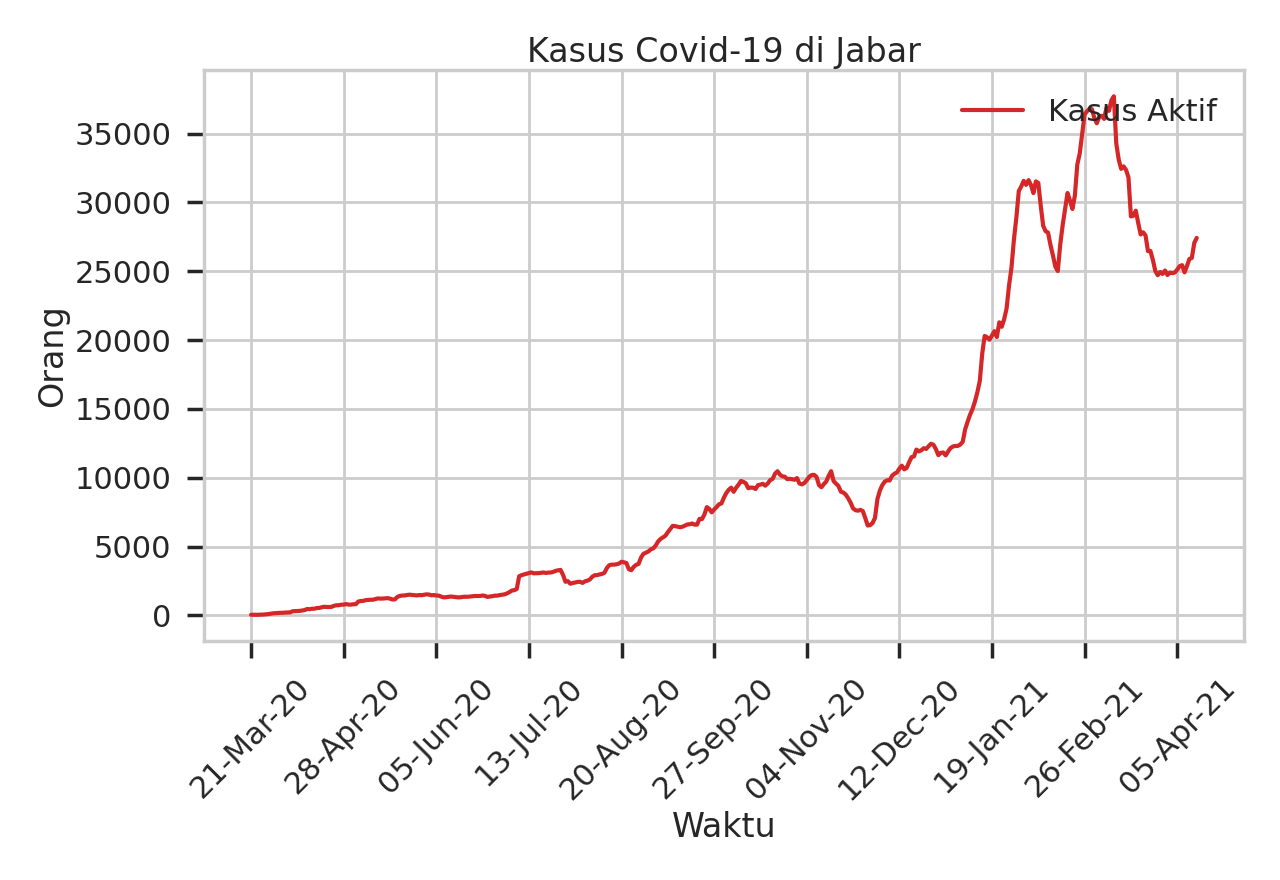 Kasus Covid-19 di Jabar
Kasus Aktif
Orang
35000
30000
25000
20000
15000
10000
5000
0
21-Mar-20
28-Apr-20
05-Jun-20
13-Jul-20
20-Aug-20
27-Sep-20
04-Nov-20
12-Dec-20
19-Jan-21
26-Feb-21
05-Apr-21
Waktu